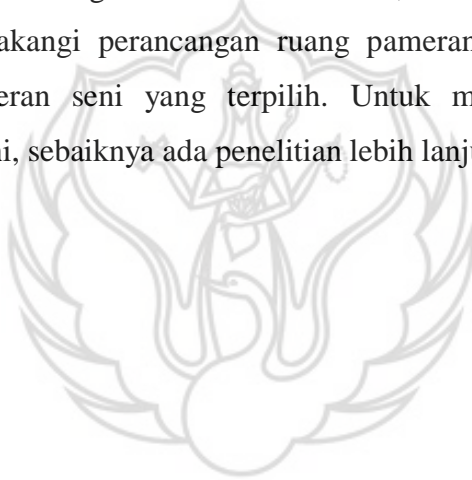 akangi perancangan ruang pameran
eran seni yang terpilih. Untuk m
i, sebaiknya ada penelitian lebih lanju